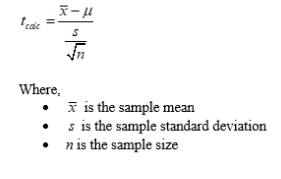 t_calc = (x̅ − μ) / (s / √n)
Where,
• x̅ is the sample mean
• s is the sample standard deviation
• n is the sample size